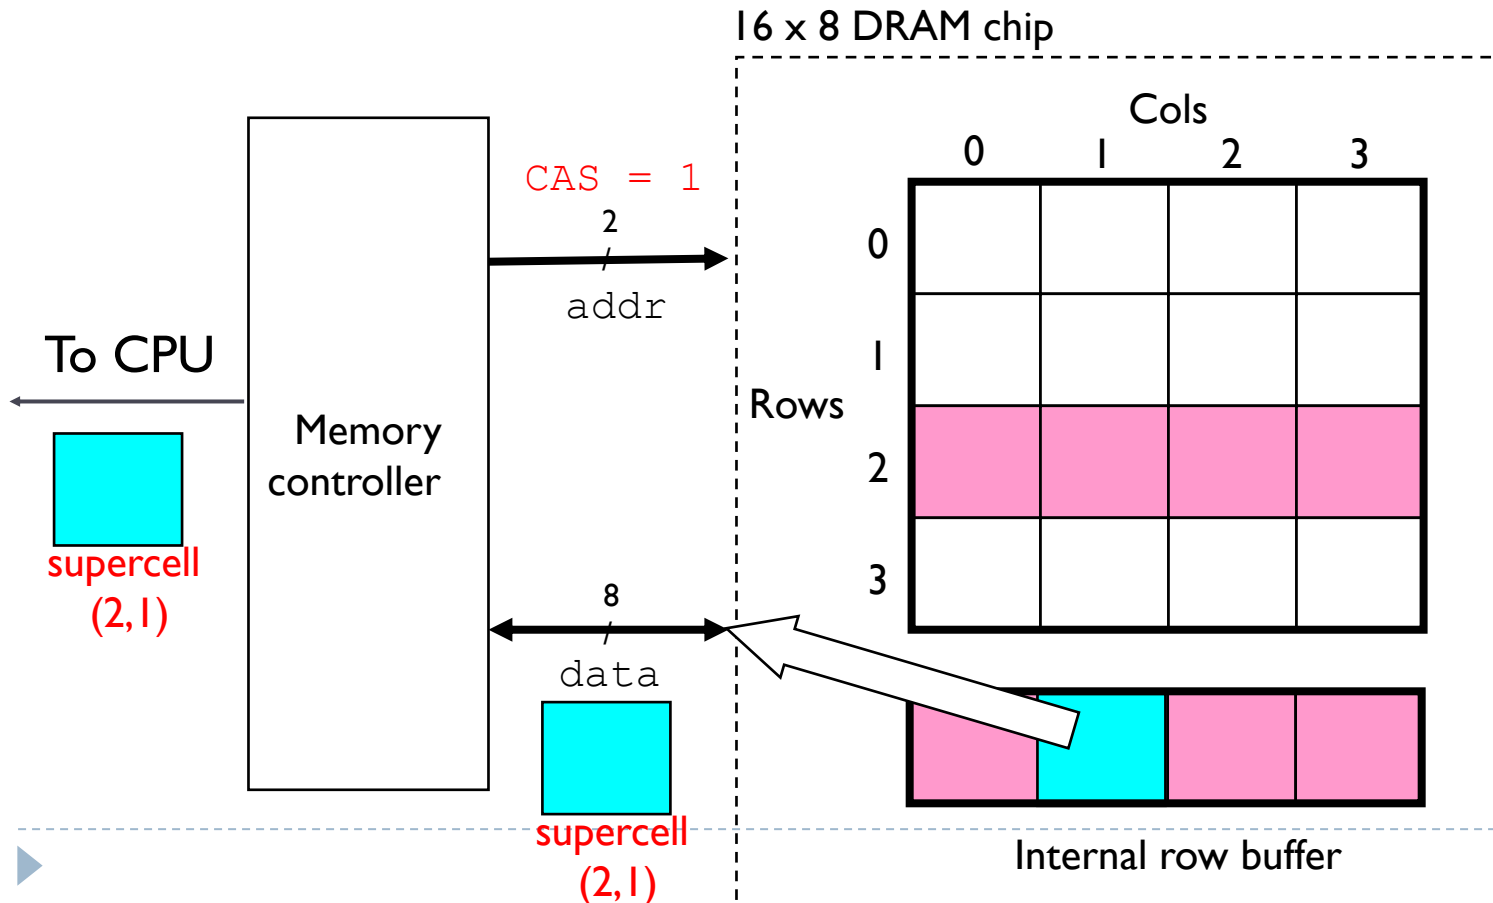 16 x 8 DRAM chip
Cols
0 1 2 3
CAS = 1
2
addr
0
1
Rows
2
3
To CPU
Memory
controller
supercell
(2,1)
8
data
supercell
(2,1)
Internal row buffer